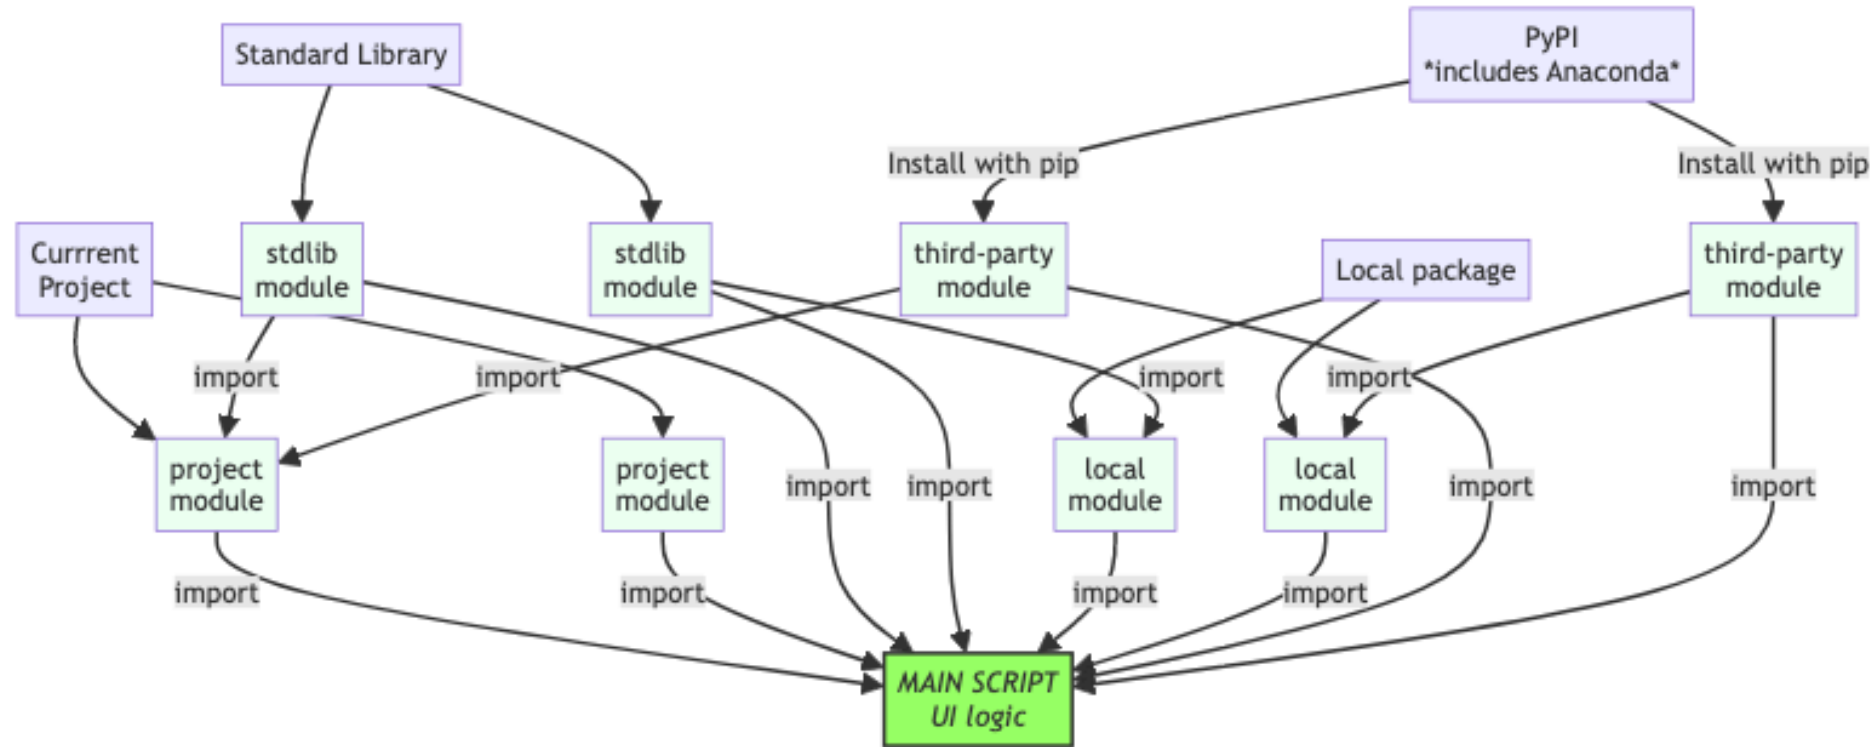 Standard Library
PyPI
*includes Anaconda*
Install with pip
Install with pip
Currrent
Project
stdlib
module
stdlib
module
third-party
module
Local package
third-party
module
import
import
import
import
project
module
project
module
local
module
local
module
import
import
import
import
import
import
import
import
MAIN SCRIPT
UI logic